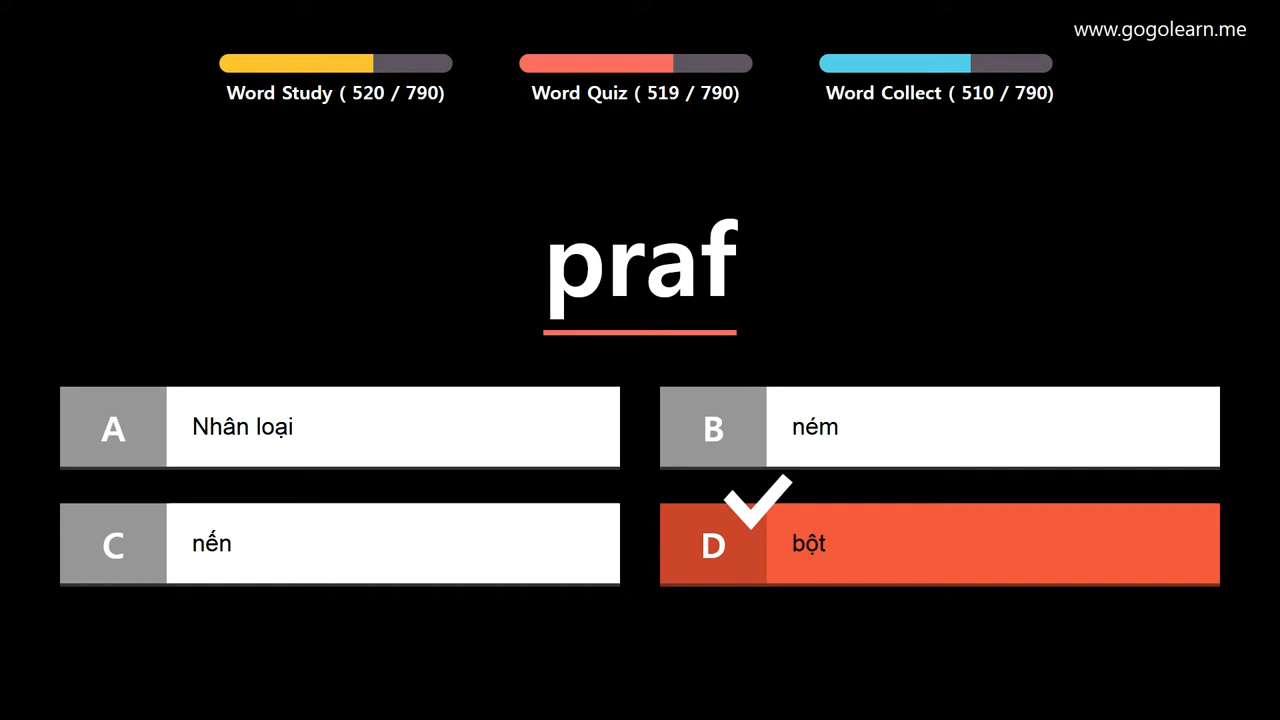 www.gogolearn.me
Word Study ( 520 / 790)
Word Quiz ( 519 / 790)
Word Collect ( 510 / 790)
praf
A
Nhân loại
B
ném
C
nến
D
bột